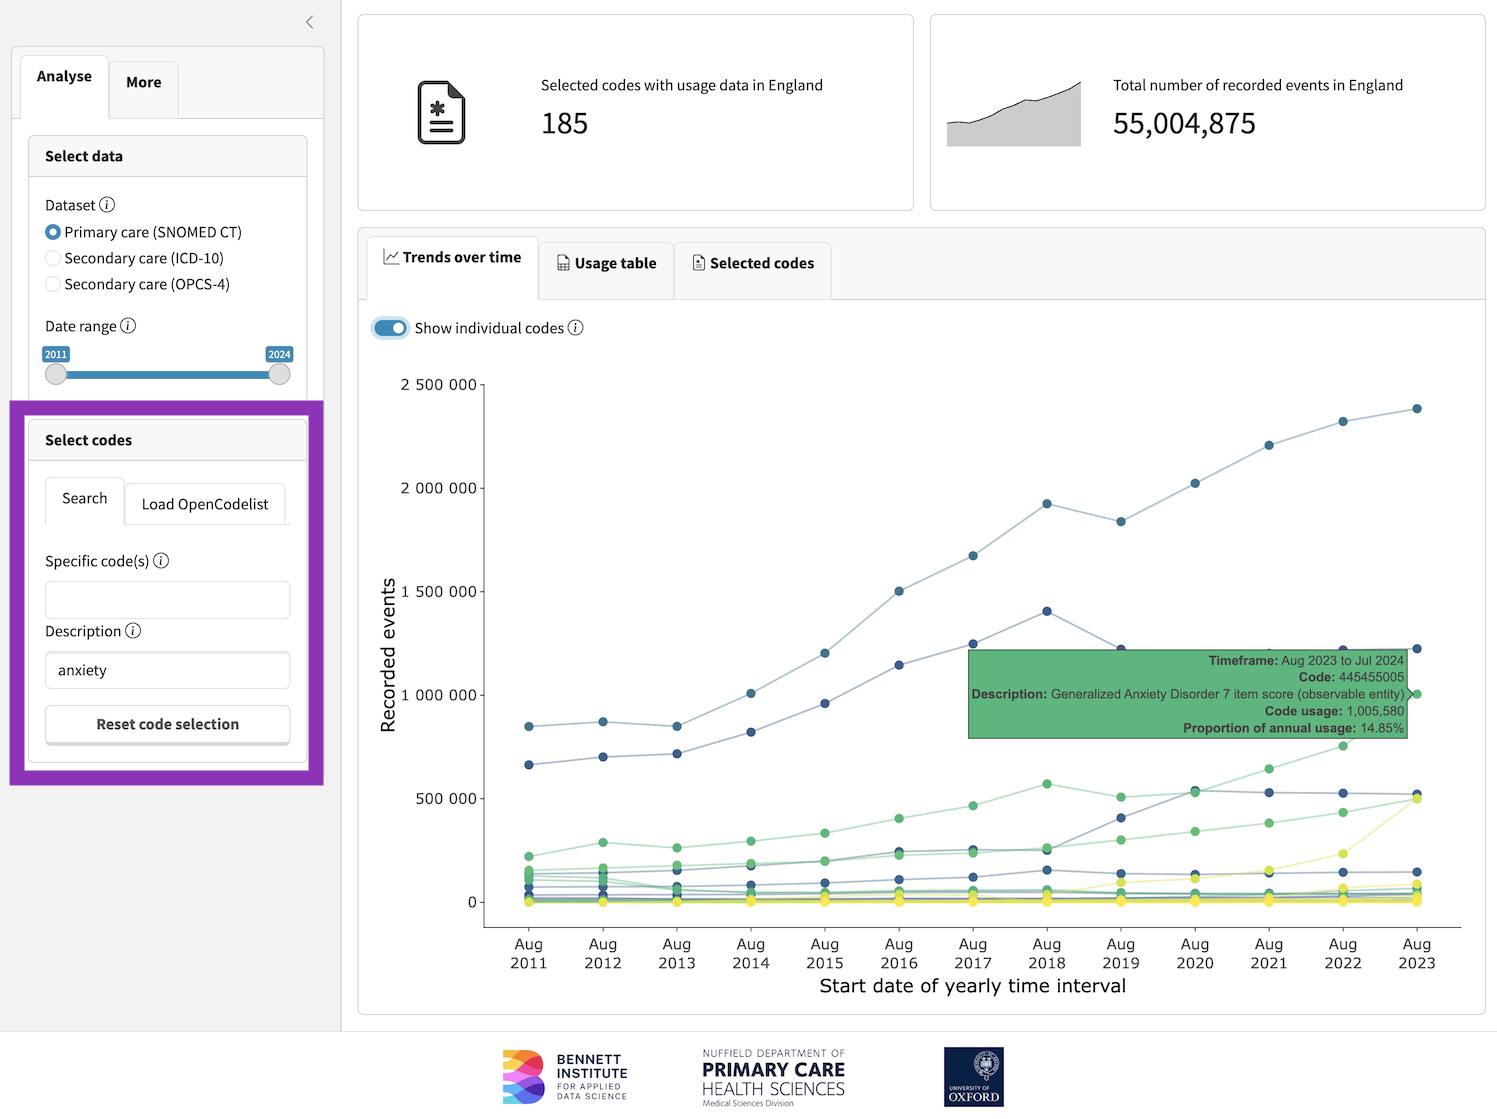 Analyse
More
Select data
Dataset
Primary care (SNOMED CT)
Secondary care (ICD-10)
Secondary care (OPCS-4)
Date range
2011
2024
Select codes
Search
Load OpenCodelist
Specific code(s)
Description
anxiety
Reset code selection
Selected codes with usage data in England
185
Total number of recorded events in England
55,004,875
Trends over time
Usage table
Selected codes
Show individual codes
2 500 000
2 000 000
1 500 000
1 000 000
500 000
0
Recorded events
Timeframe: Aug 2023 to Jul 2024
Code: 445455005
Description: Generalized Anxiety Disorder 7 item score (observable entity)
Code usage: 1,005,580
Proportion of annual usage: 14.85%
Aug 2011
Aug 2012
Aug 2013
Aug 2014
Aug 2015
Aug 2016
Aug 2017
Aug 2018
Aug 2019
Aug 2020
Aug 2021
Aug 2022
Aug 2023
Start date of yearly time interval
BENNETT
INSTITUTE
FOR APPLIED
DATA SCIENCE
NUFFIELD DEPARTMENT OF
PRIMARY CARE
HEALTH SCIENCES
Medical Sciences Division
UNIVERSITY OF
OXFORD